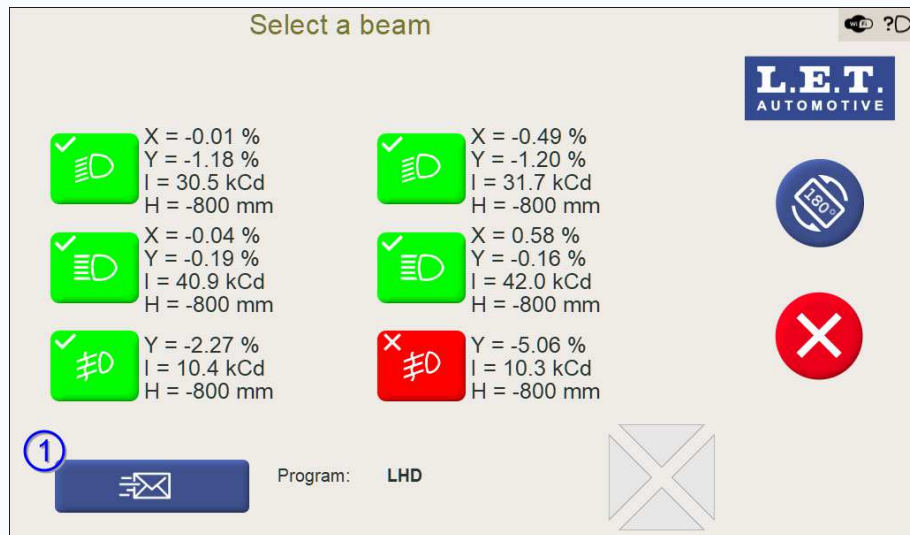 Select a beam
WiFi ?
L.E.T.
AUTOMOTIVE
X = -0.01 %
Y = -1.18 %
I = 30.5 kCd
H = -800 mm
X = -0.49 %
Y = -1.20 %
I = 31.7 kCd
H = -800 mm
180°
X = -0.04 %
Y = -0.19 %
I = 40.9 kCd
H = -800 mm
X = 0.58 %
Y = -0.16 %
I = 42.0 kCd
H = -800 mm
Y = -2.27 %
I = 10.4 kCd
H = -800 mm
Y = -5.06 %
I = 10.3 kCd
H = -800 mm
1
Program: LHD